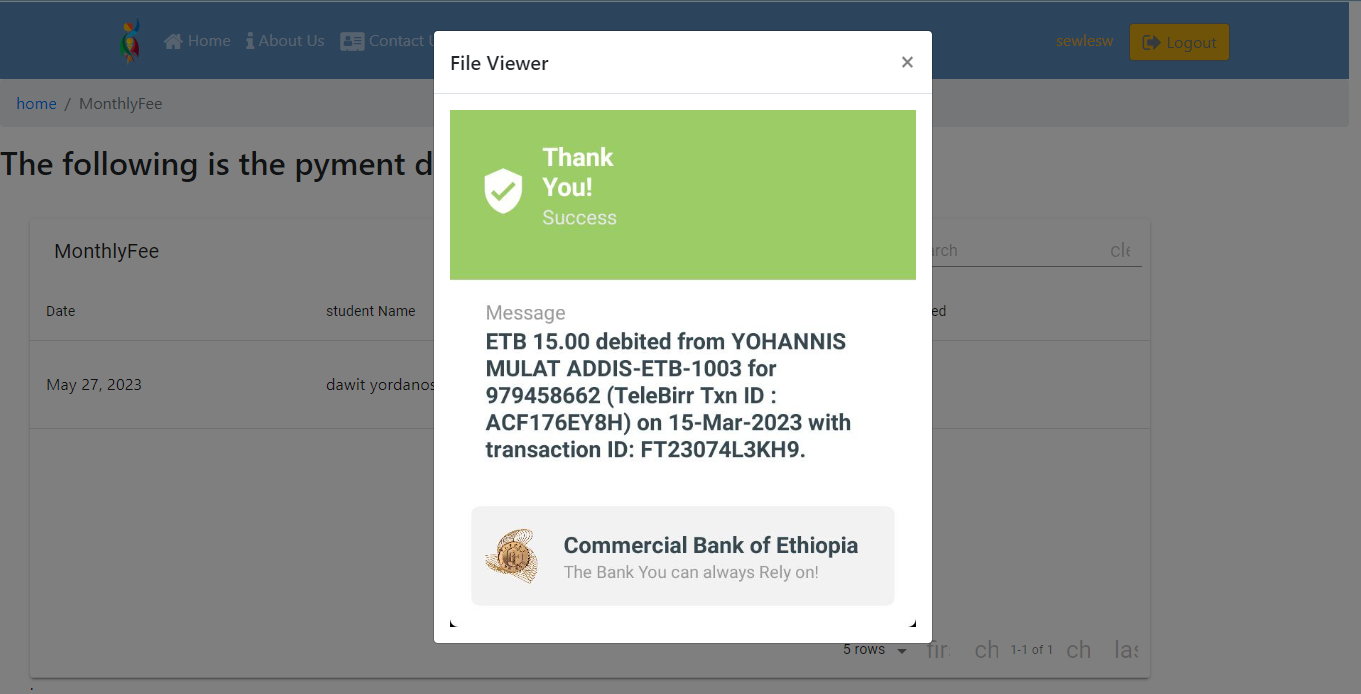 Home About Us Contact U
sewlesw Logout
File Viewer ×
home / MonthlyFee
The following is the pyment d
Thank
You!
Success
MonthlyFee
arch cle
Date student Name ed
Message
ETB 15.00 debited from YOHANNIS
MULAT ADDIS-ETB-1003 for
979458662 (TeleBirr Txn ID :
ACF176EY8H) on 15-Mar-2023 with
transaction ID: FT23074L3KH9.
May 27, 2023 dawit yordanos
Commercial Bank of Ethiopia
The Bank You can always Rely on!
5 rows firs ch 1-1 of 1 ch las
.